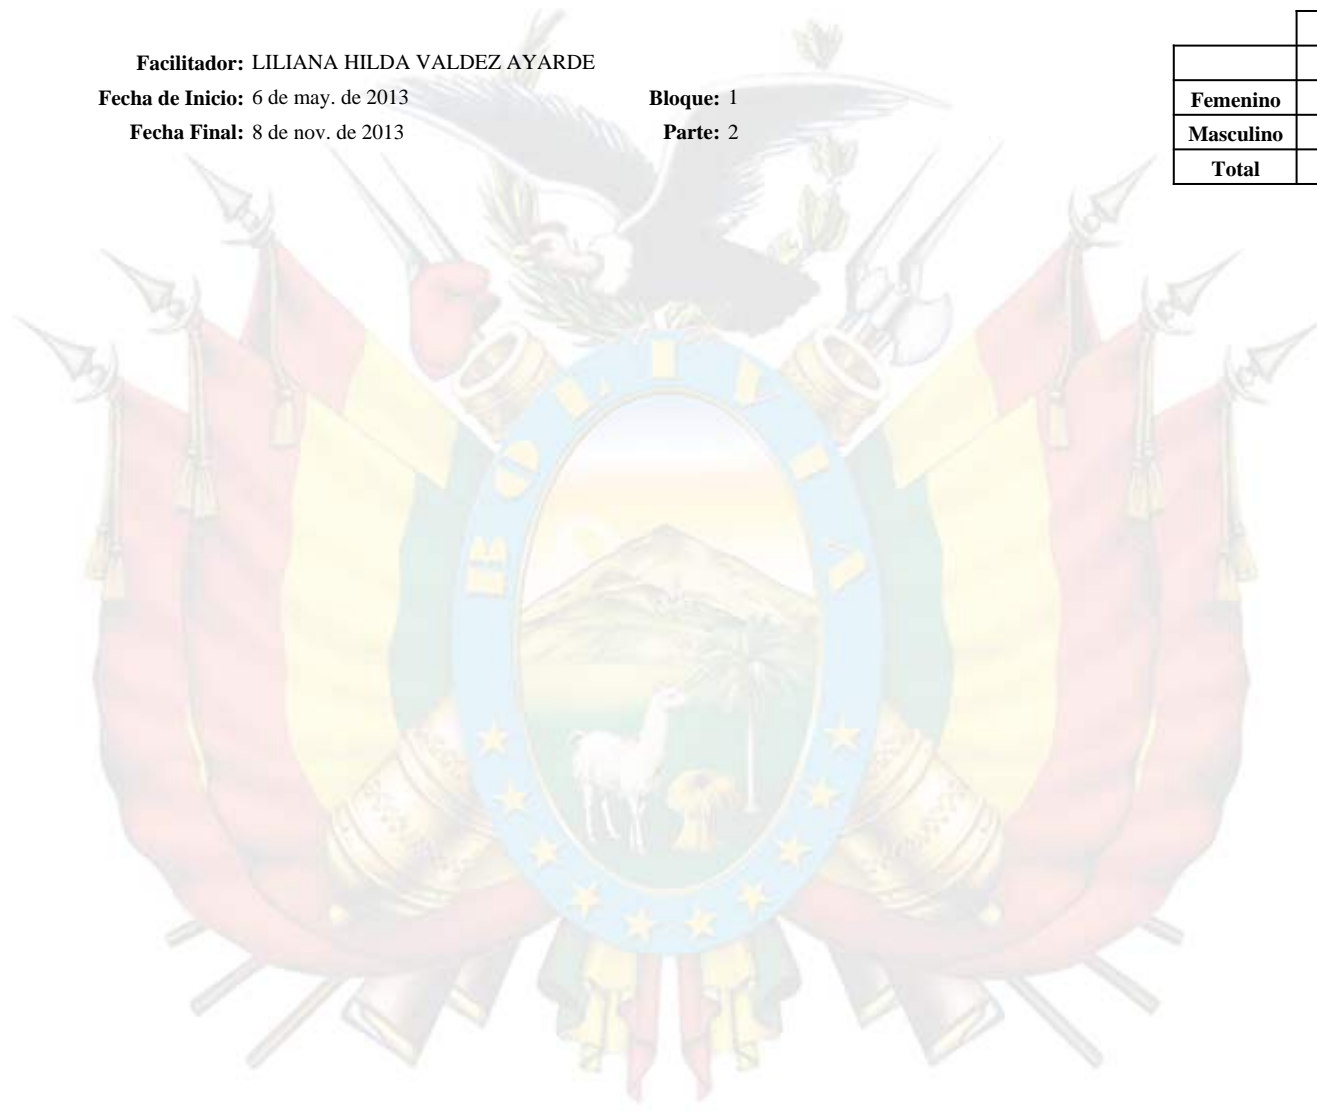 Facilitador: LILIANA HILDA VALDEZ AYARDE
Fecha de Inicio: 6 de may. de 2013 Bloque: 1
Fecha Final: 8 de nov. de 2013 Parte: 2
Femenino
Masculino
Total
BOLIVIA